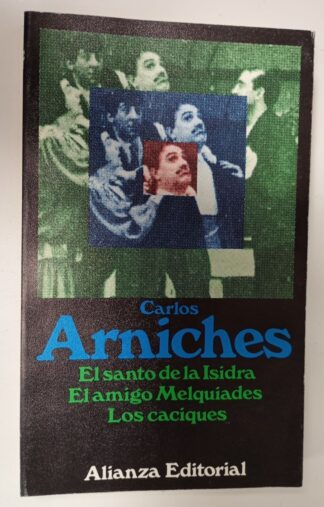 Carlos
Arniches
El santo de la Isidra
El amigo Melquiades
Los caciques
Alianza Editorial